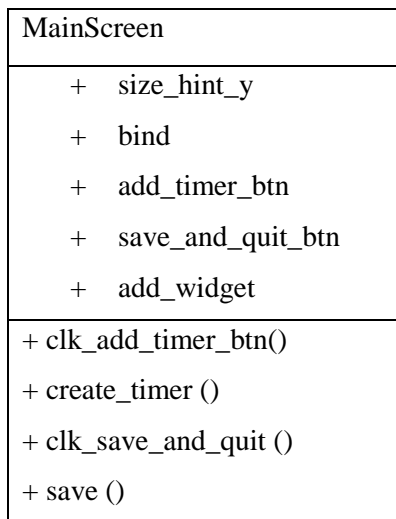 MainScreen
+ size_hint_y
+ bind
+ add_timer_btn
+ save_and_quit_btn
+ add_widget
+ clk_add_timer_btn()
+ create_timer ()
+ clk_save_and_quit ()
+ save ()